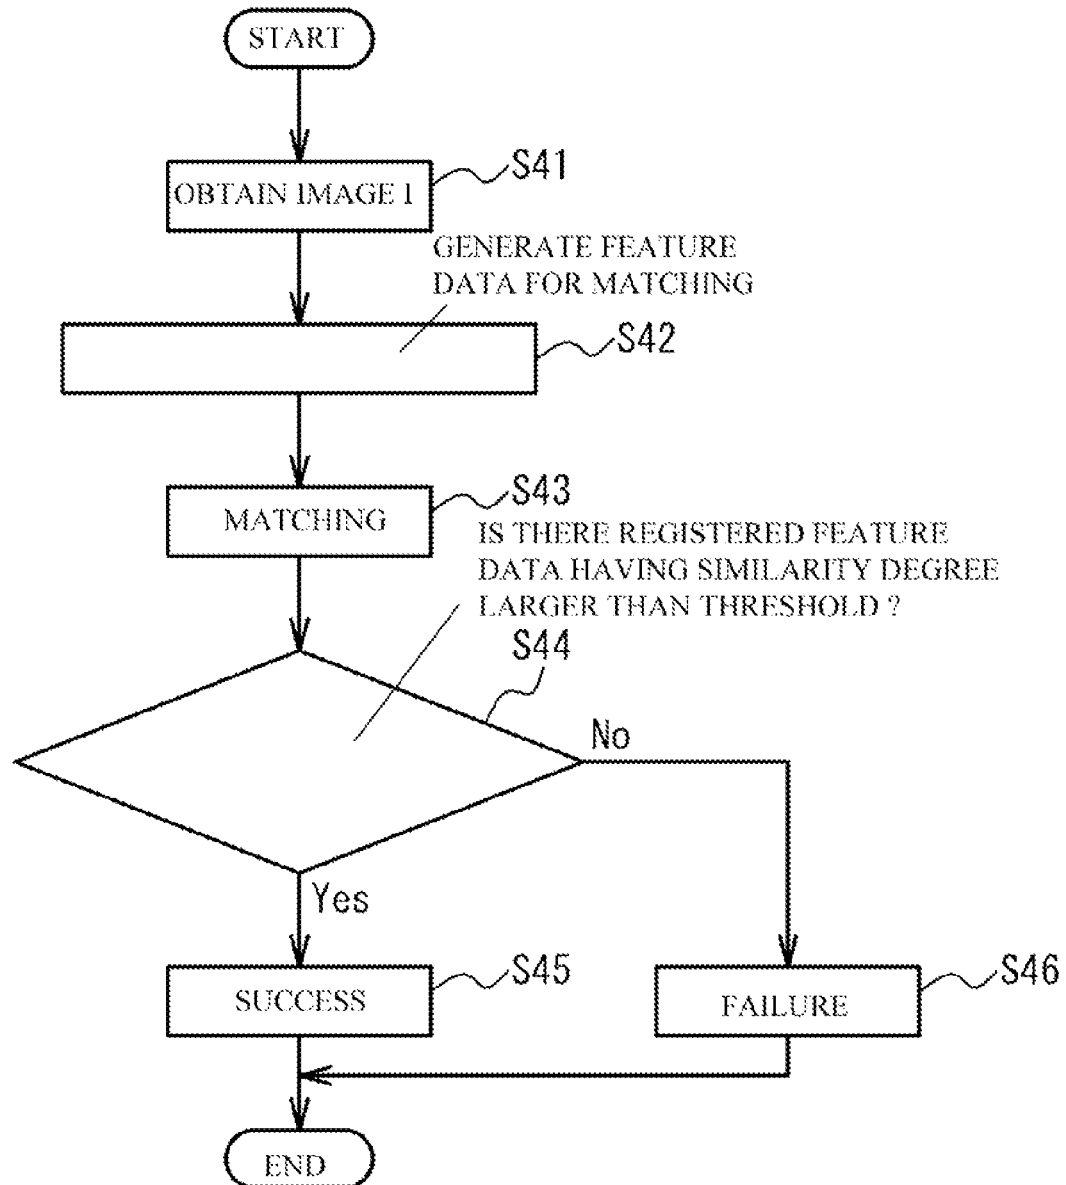 START
S41
OBTAIN IMAGE I
GENERATE FEATURE
DATA FOR MATCHING
S42
S43
MATCHING
IS THERE REGISTERED FEATURE
DATA HAVING SIMILARITY DEGREE
LARGER THAN THRESHOLD ?
S44
No
Yes
S45
SUCCESS
S46
FAILURE
END